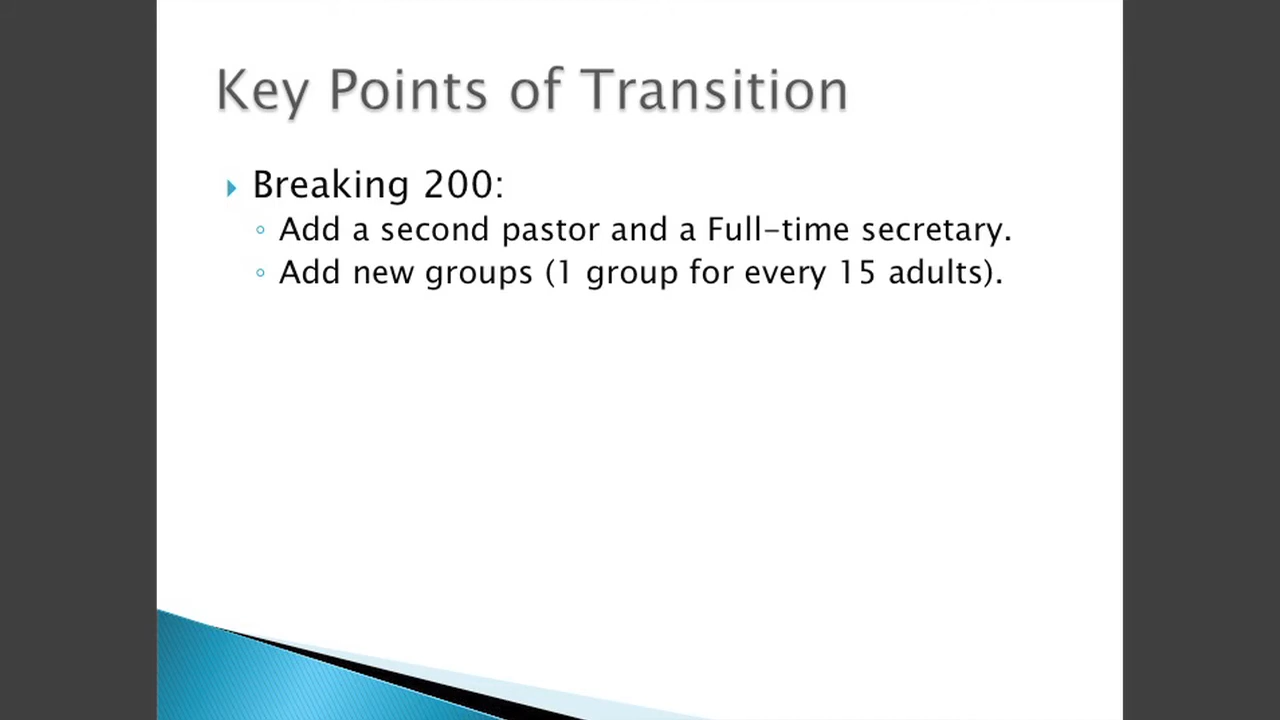 Key Points of Transition
Breaking 200:
Add a second pastor and a Full-time secretary.
Add new groups (1 group for every 15 adults).